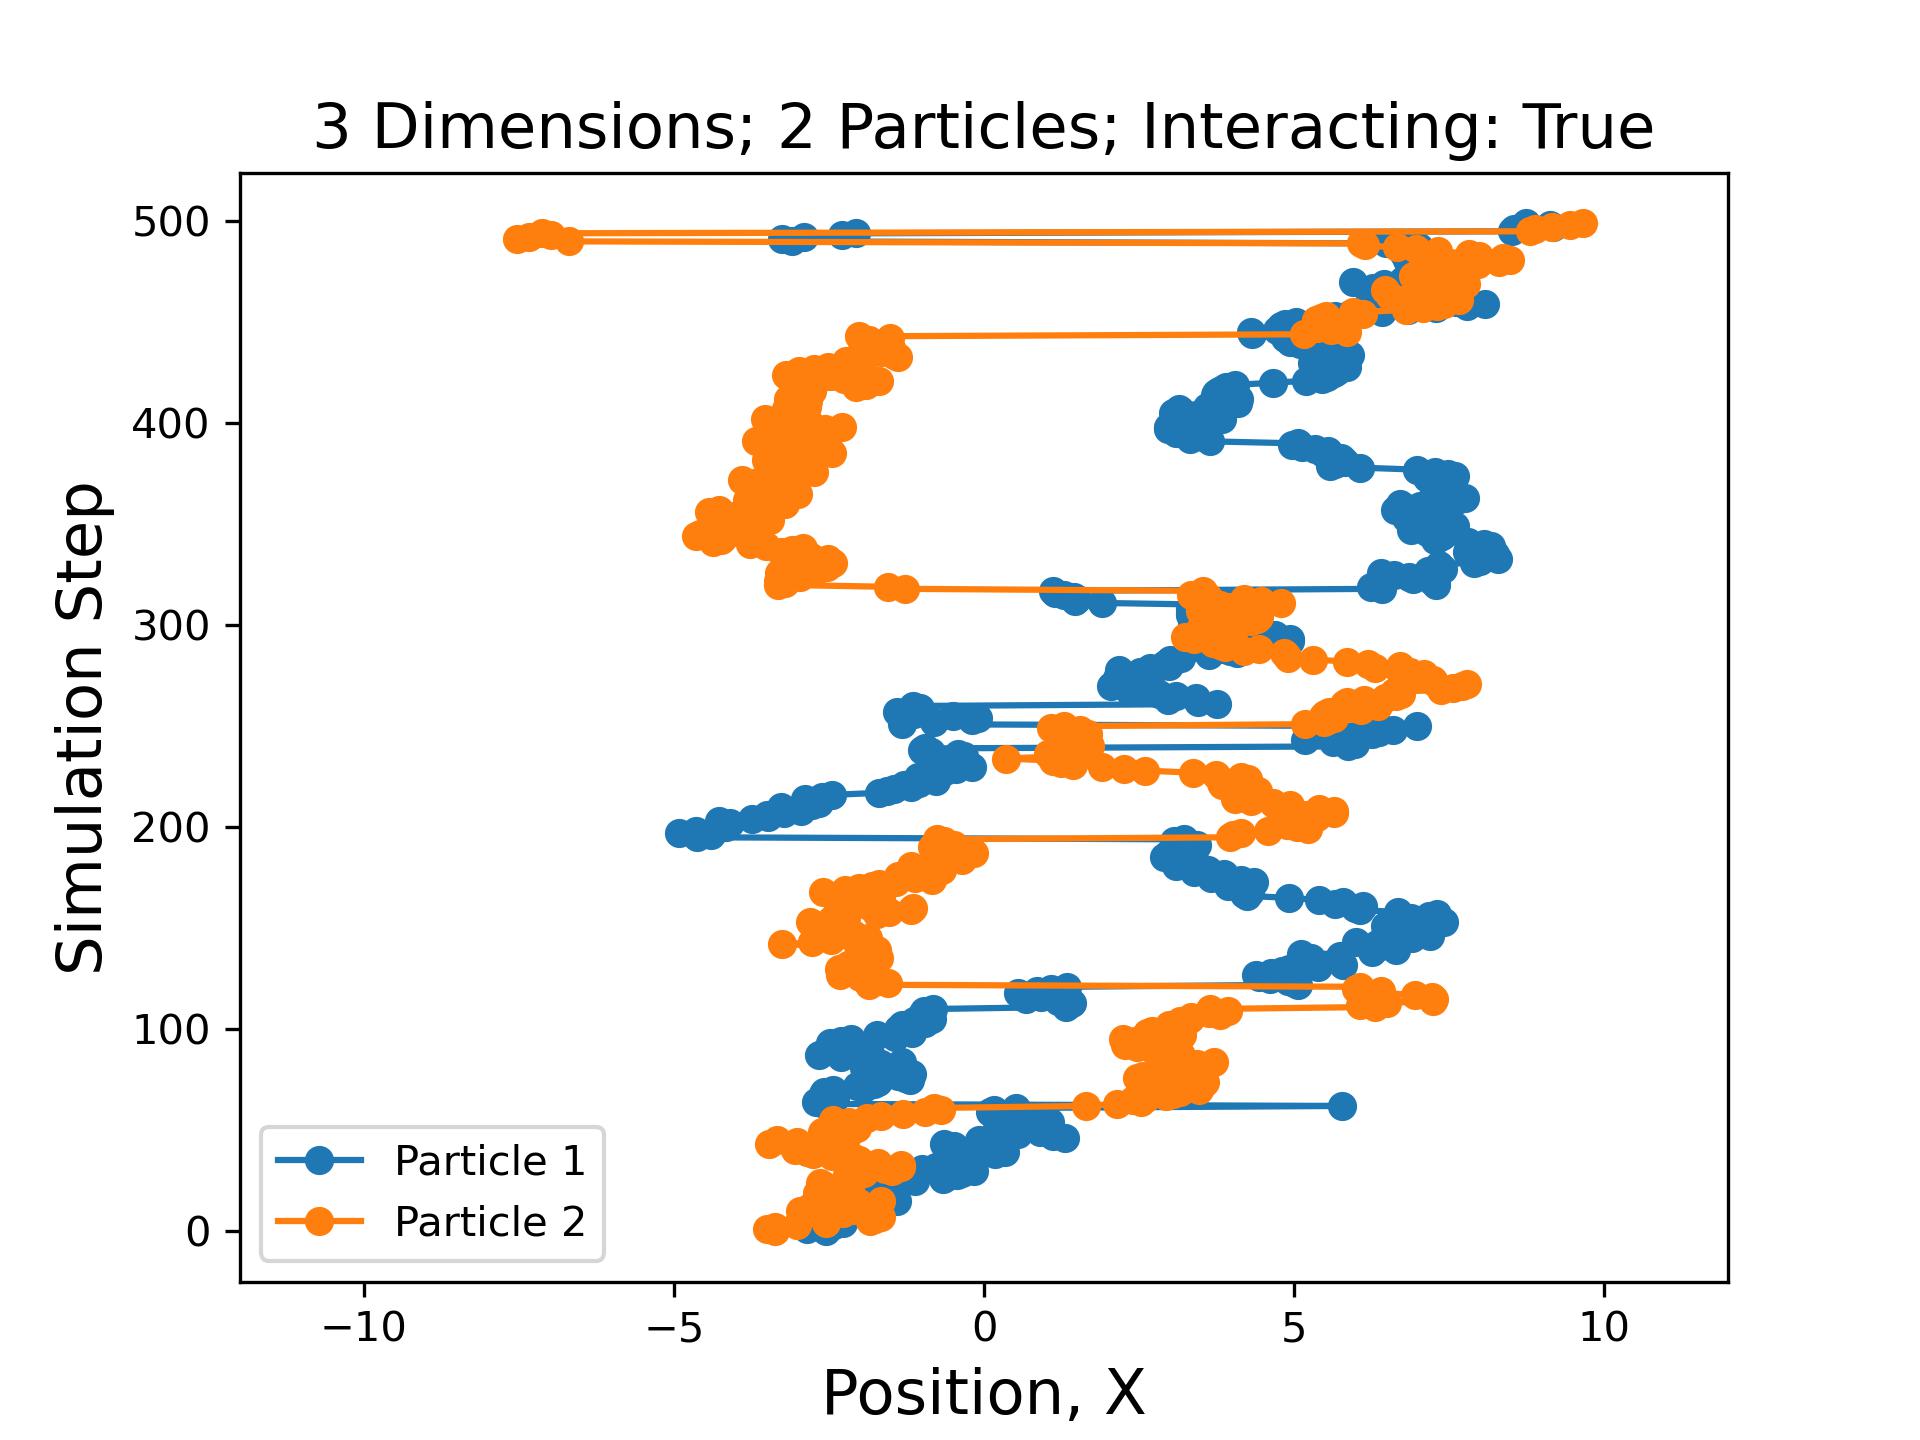 3 Dimensions; 2 Particles; Interacting: True
Simulation Step
500
400
300
200
100
0
Particle 1
Particle 2
−10 −5 0 5 10
Position, X